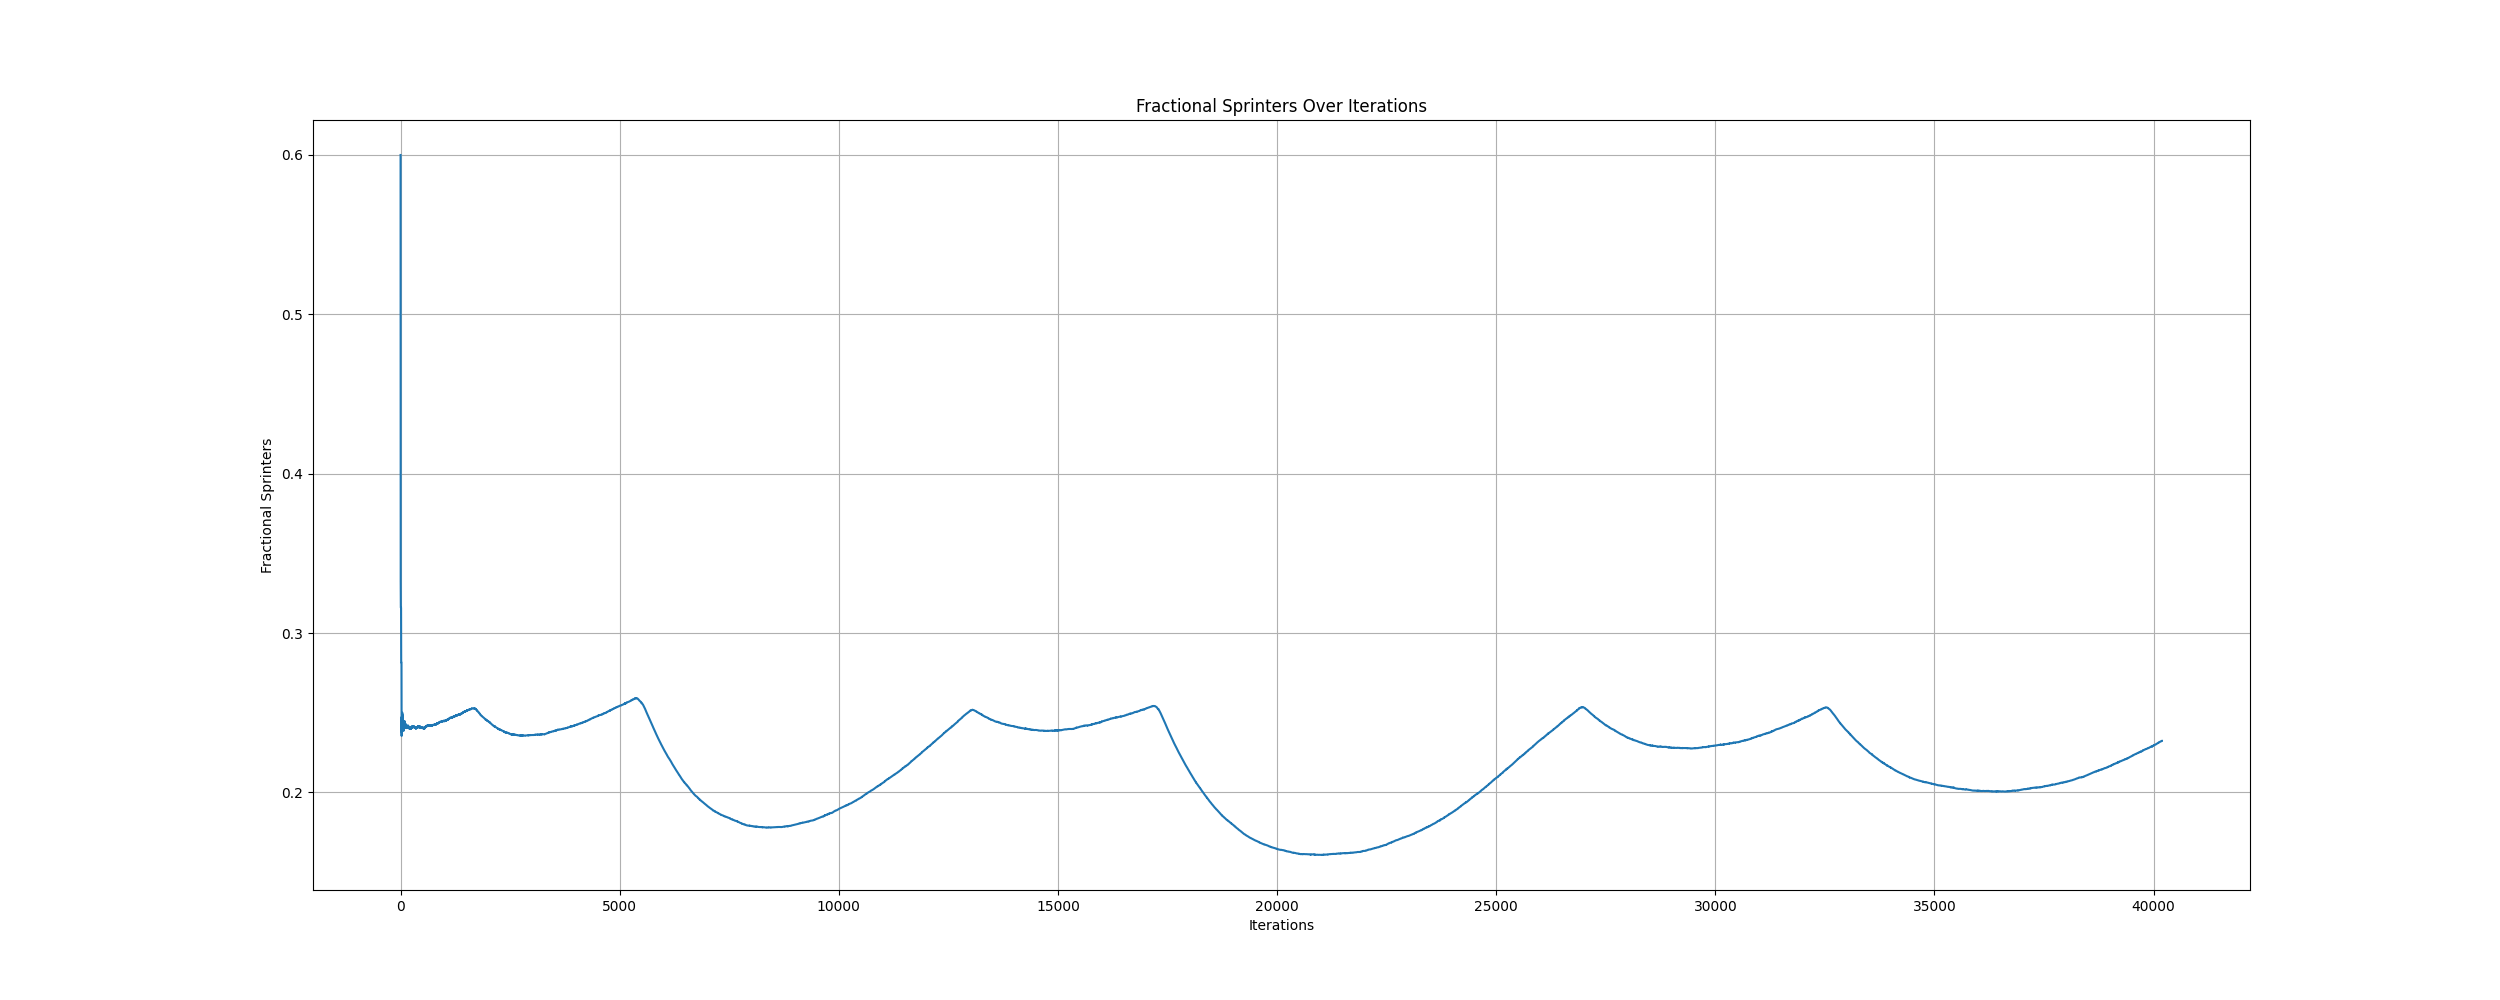 Fractional Sprinters Over Iterations
0.6
0.5
0.4
0.3
0.2
Fractional Sprinters
0 5000 10000 15000 20000 25000 30000 35000 40000
Iterations